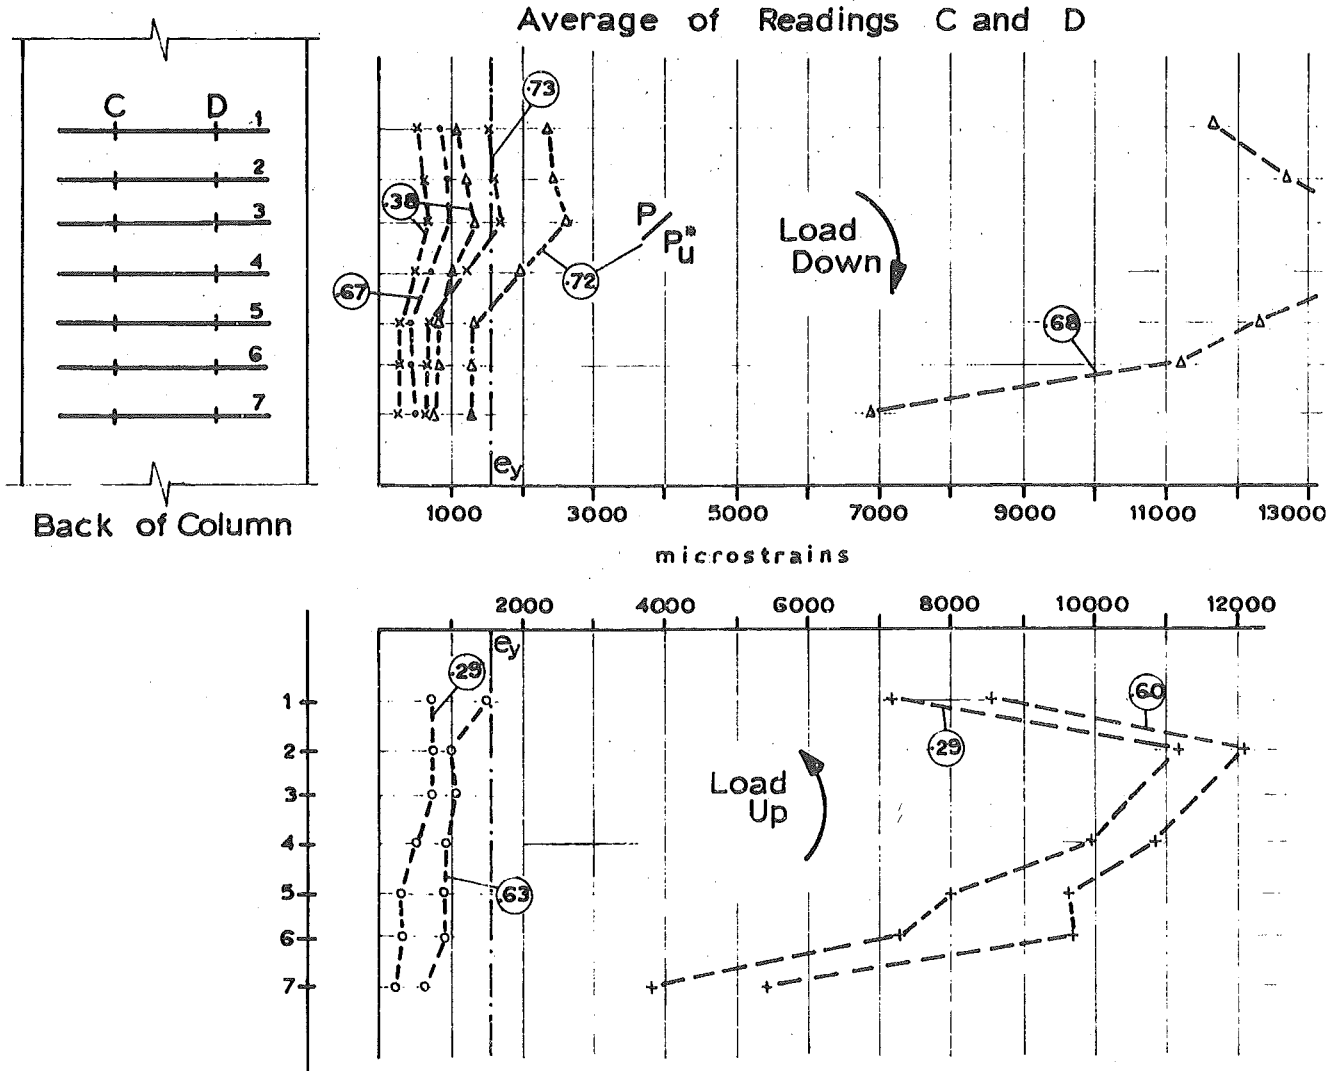 Average of Readings C and D
C D
1
2
3
4
5
6
7
Back of Column
.73
.38
.67
P/Pu*
.72
Load
Down
.68
ey
1000 3000 5000 7000 9000 11000 13000
microstrains
2000 4000 6000 8000 10000 12000
ey
.29
.60
.29
.63
Load
Up
1
2
3
4
5
6
7